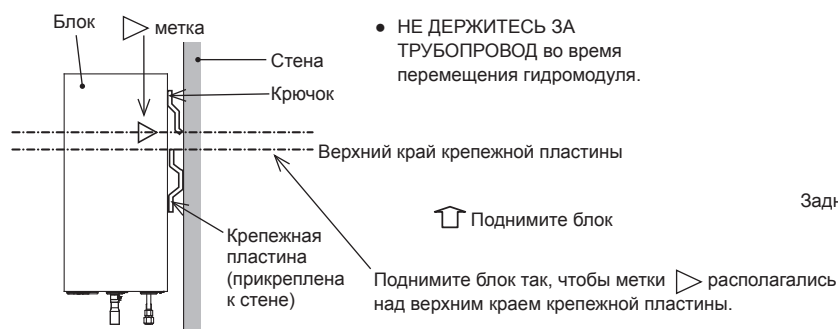 Блок
метка
Стена
Крючок
● НЕ ДЕРЖИТЕСЬ ЗА
ТРУБОПРОВОД во время
перемещения гидромодуля.
Верхний край крепежной пластины
Поднимите блок
Задн
Крепежная
пластина
(прикреплена
к стене)
Поднимите блок так, чтобы метки ▷ располагались
над верхним краем крепежной пластины.